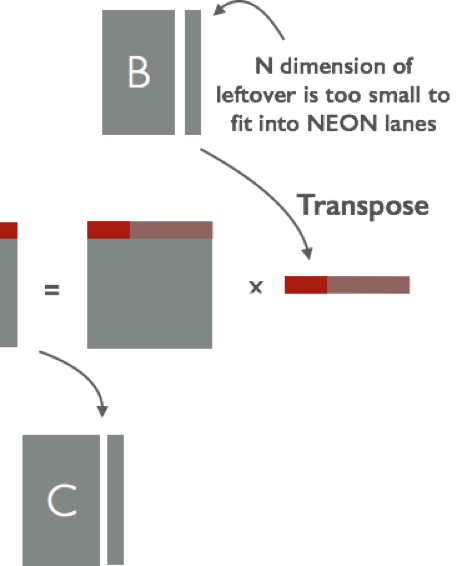 B
N dimension of
leftover is too small to
fit into NEON lanes
Transpose
= x
C